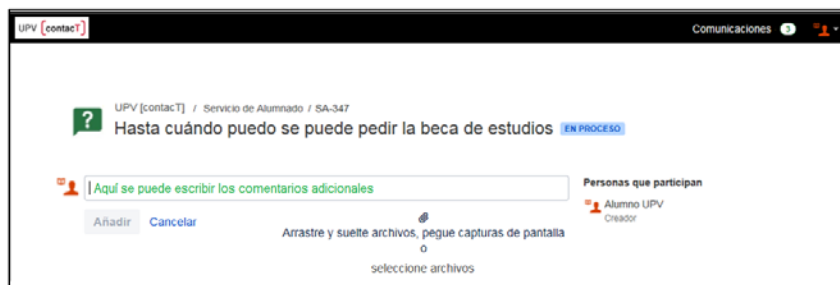 UPV [contacT]
Comunicaciones 3
UPV [contacT] / Servicio de Alumnado / SA-347
? Hasta cuándo puedo se puede pedir la beca de estudios EN PROCESO
Aquí se puede escribir los comentarios adicionales
Añadir Cancelar
Arrastre y suelte archivos, pegue capturas de pantalla
o
seleccione archivos
Personas que participan
Alumno UPV
Creador